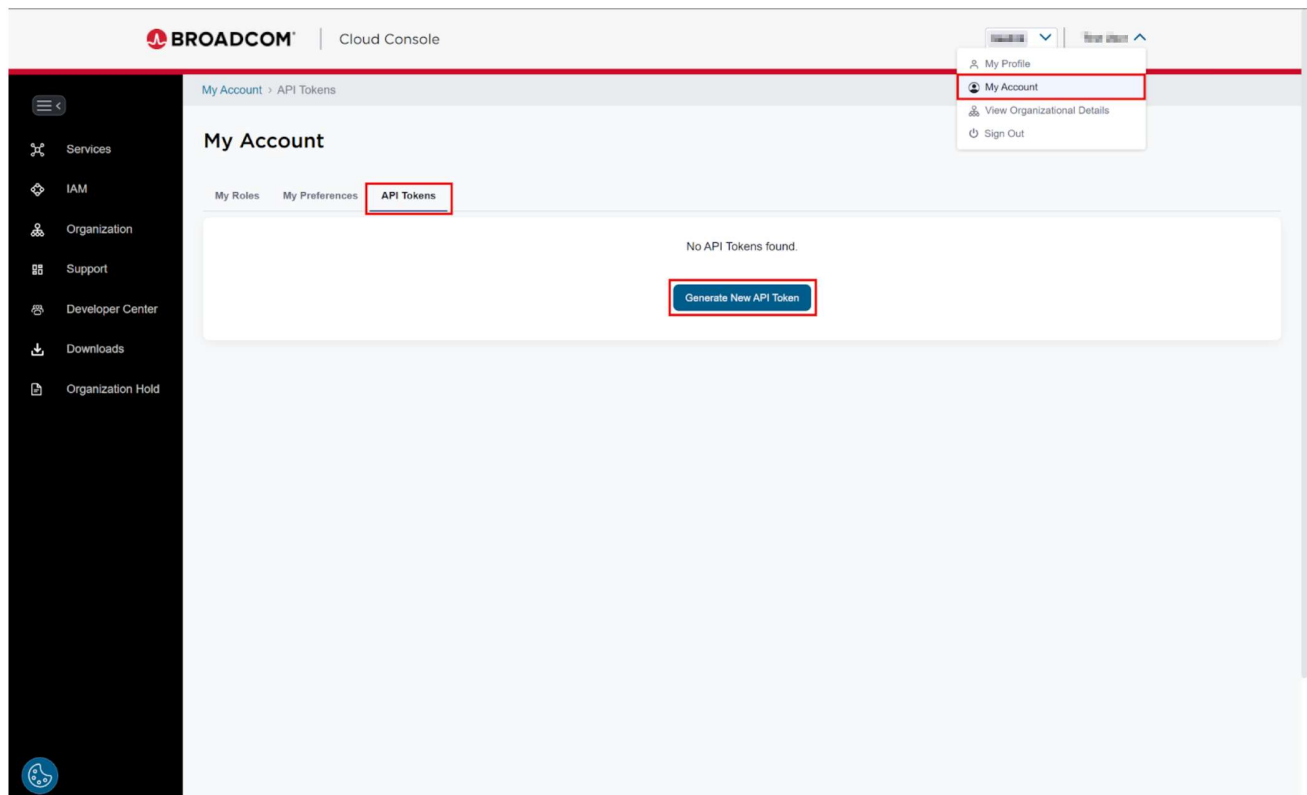 BROADCOM
Cloud Console
My Profile
My Account
View Organizational Details
Sign Out
My Account › API Tokens
My Account
My Roles My Preferences API Tokens
No API Tokens found.
Generate New API Token
Services
IAM
Organization
Support
Developer Center
Downloads
Organization Hold